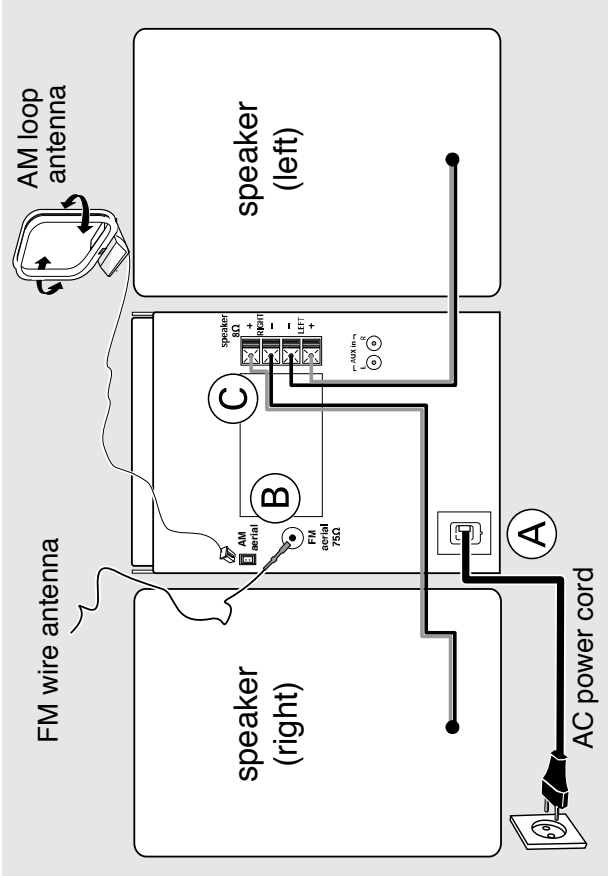 FM wire antenna
AM loop
antenna
speaker
(right)
speaker
(left)
AM
aerial
FM
aerial
75Ω
B
C
speaker
8Ω
+
RIGHT
–
–
LEFT
+
AUX in
L
R
A
AC power cord